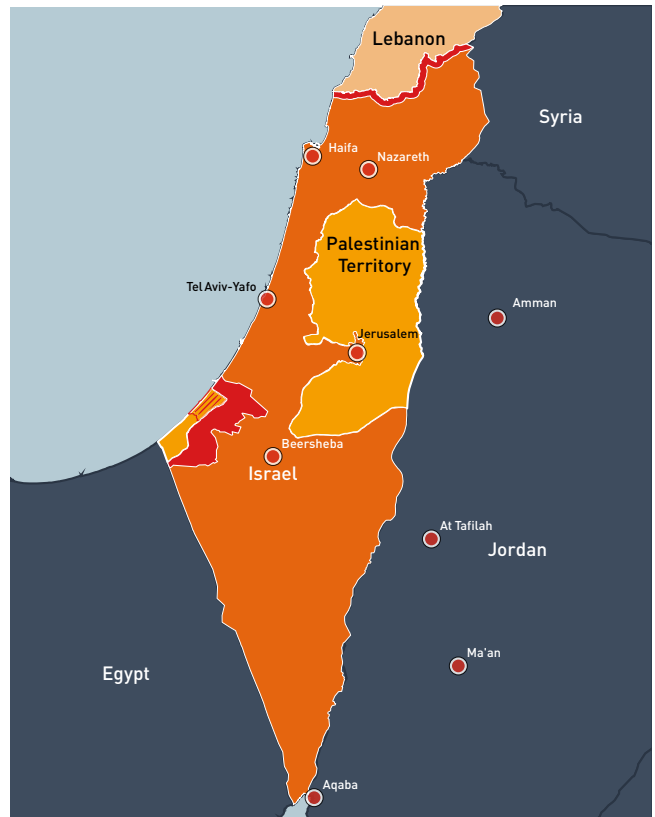 Lebanon
Syria
Haifa
Nazareth
Palestinian
Territory
Tel Aviv-Yafo
Amman
Jerusalem
Beersheba
Israel
At Tafilah
Jordan
Ma'an
Egypt
Aqaba